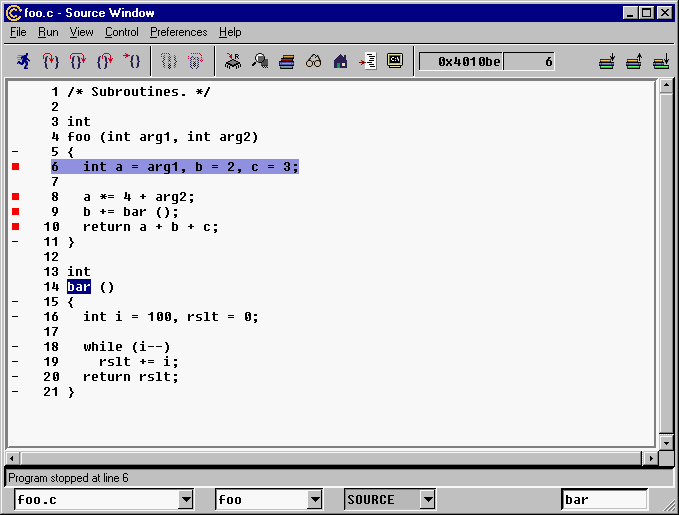 foo.c - Source Window
File Run View Control Preferences Help
0x4010be 6
1 /* Subroutines. */
2
3 int
4 foo (int arg1, int arg2)
- 5 {
6 int a = arg1, b = 2, c = 3;
7
8 a *= 4 + arg2;
9 b += bar ();
10 return a + b + c;
- 11 }
12
13 int
14 bar ()
- 15 {
- 16 int i = 100, rslt = 0;
17
- 18 while (i--)
- 19 rslt += i;
- 20 return rslt;
- 21 }
Program stopped at line 6
foo.c foo SOURCE bar